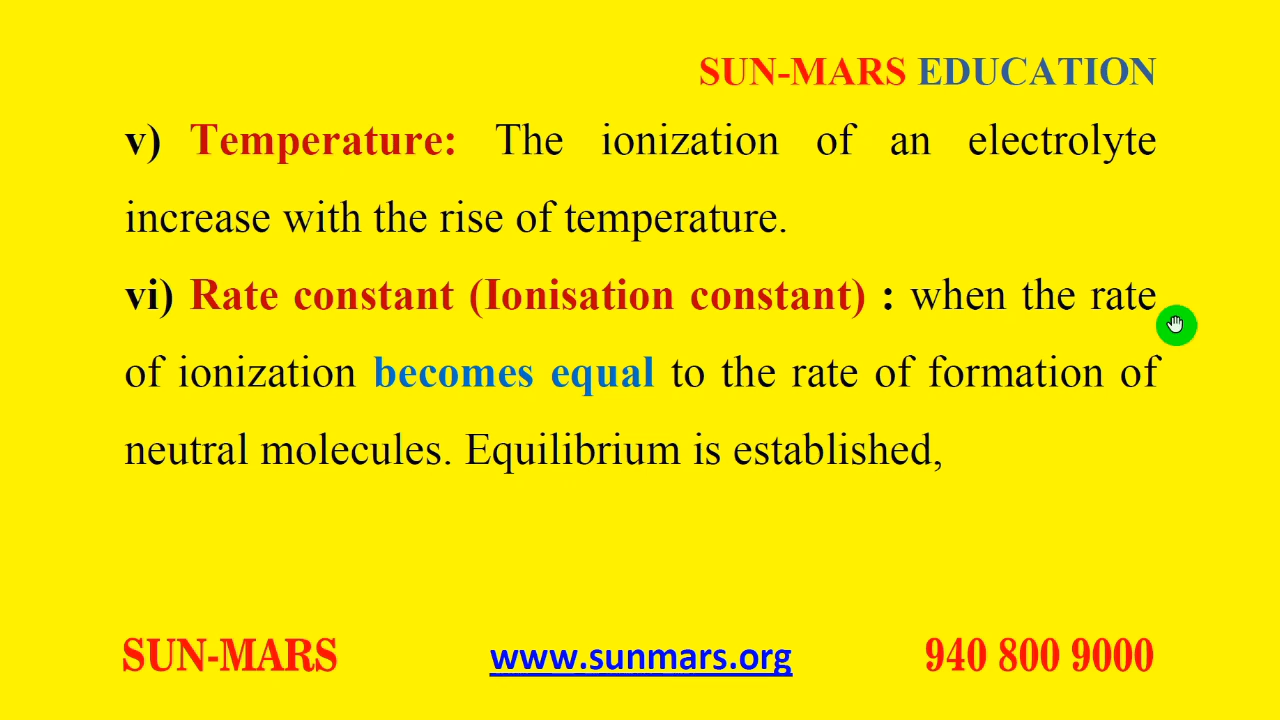 SUN-MARS EDUCATION
v) Temperature: The ionization of an electrolyte
increase with the rise of temperature.
vi) Rate constant (Ionisation constant) : when the rate
of ionization becomes equal to the rate of formation of
neutral molecules. Equilibrium is established,
SUN-MARS www.sunmars.org 940 800 9000